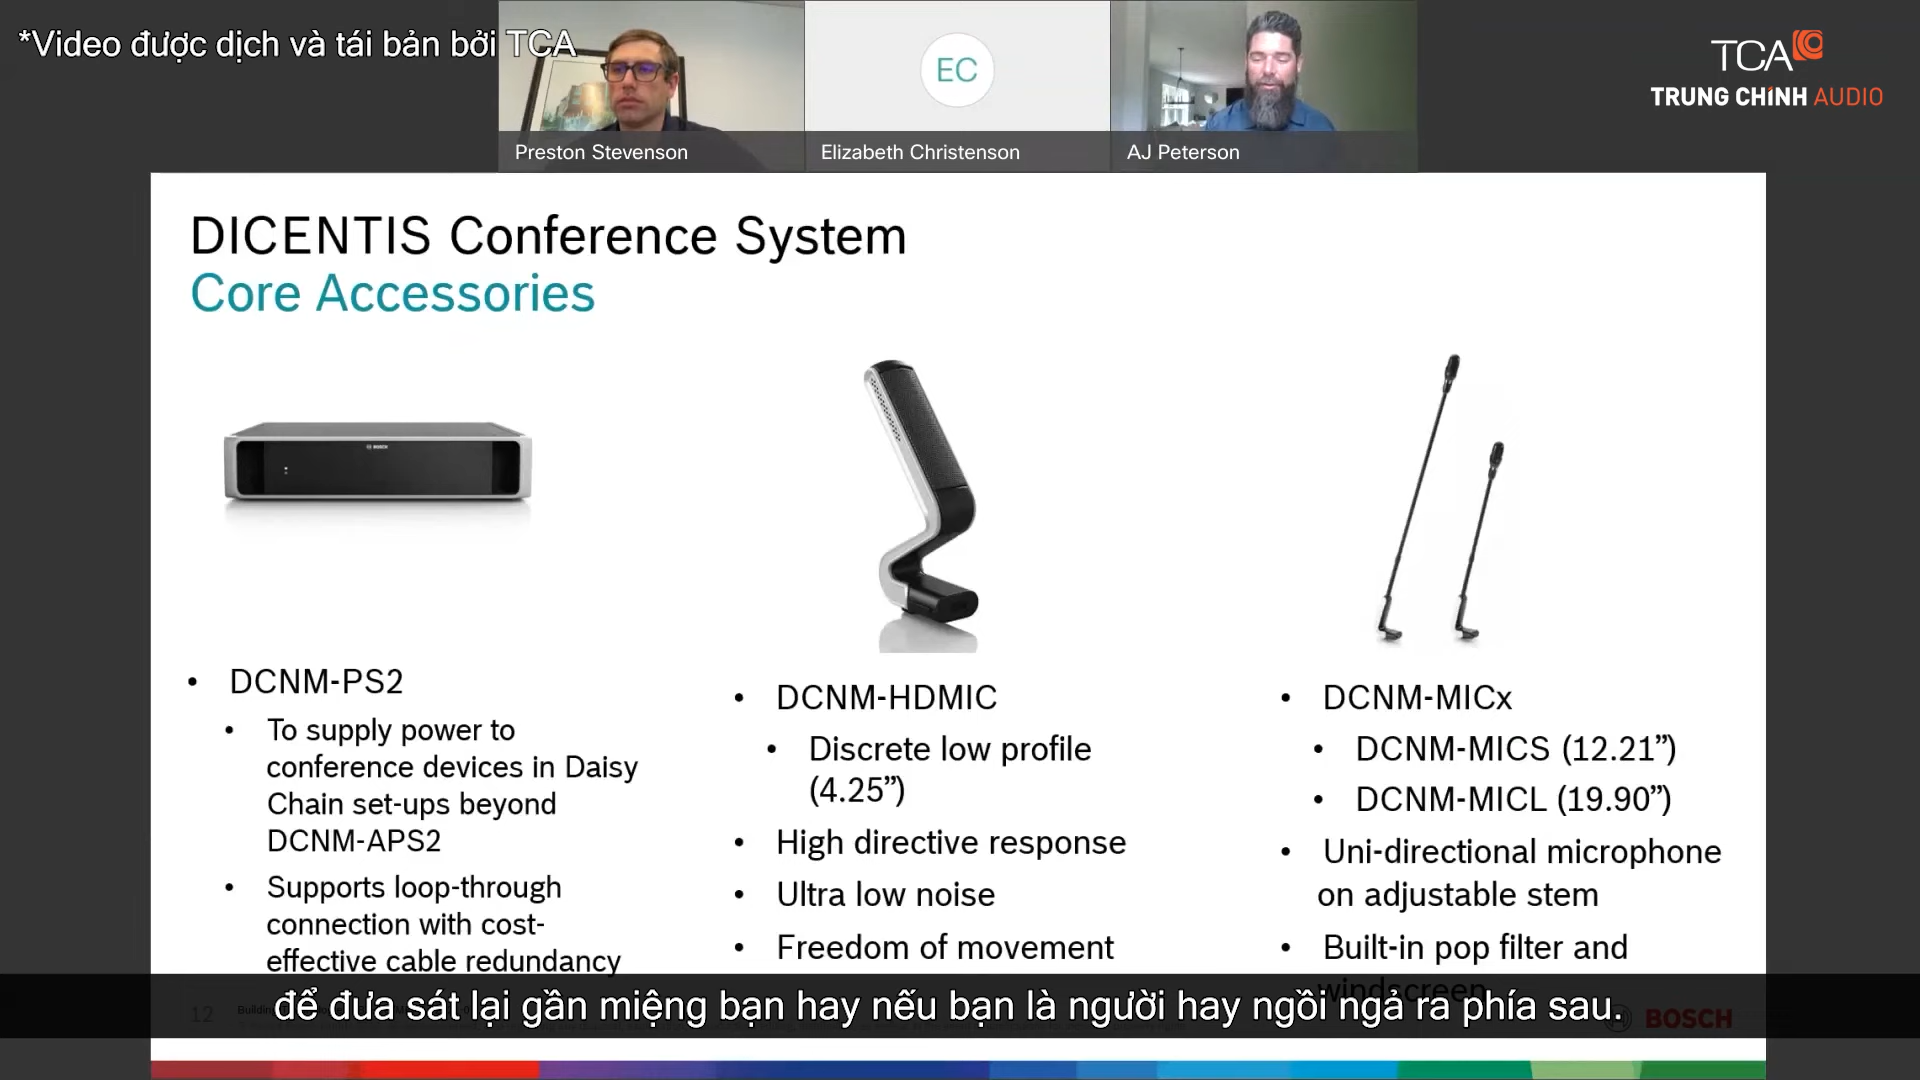 *Video được dịch và tái bản bởi TCA
TCA
TRUNG CHÍNH AUDIO
EC
Preston Stevenson
Elizabeth Christenson
AJ Peterson
DICENTIS Conference System
Core Accessories
BOSCH
• DCNM-PS2
• To supply power to
conference devices in Daisy
Chain set-ups beyond
DCNM-APS2
• Supports loop-through
connection with cost-
effective cable redundancy
• DCNM-HDMIC
• Discrete low profile
(4.25”)
• High directive response
• Ultra low noise
• Freedom of movement
• DCNM-MICx
• DCNM-MICS (12.21”)
• DCNM-MICL (19.90”)
• Uni-directional microphone
on adjustable stem
• Built-in pop filter and
windscreen
12
để đưa sát lại gần miệng bạn hay nếu bạn là người hay ngồi ngả ra phía sau.
BOSCH